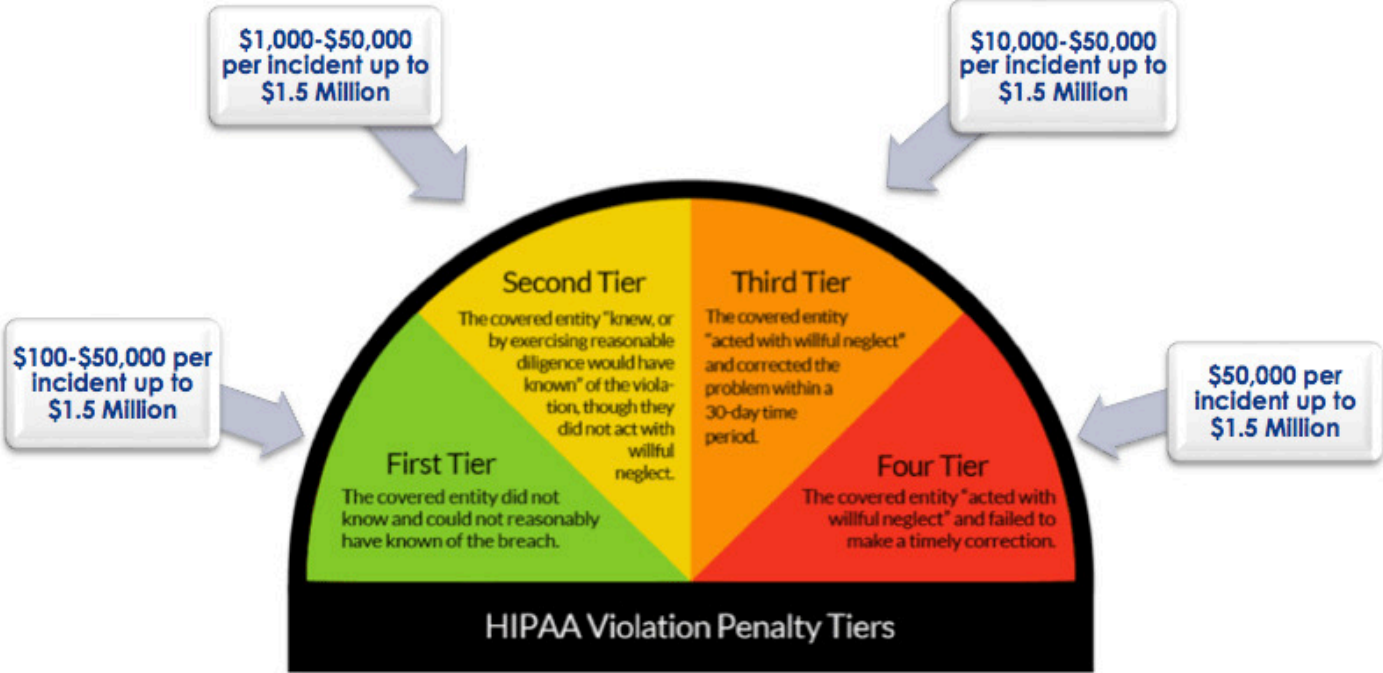 $1,000-$50,000
per incident up to
$1.5 Million
$10,000-$50,000
per incident up to
$1.5 Million
$100-$50,000 per
incident up to
$1.5 Million
$50,000 per
incident up to
$1.5 Million
First Tier
The covered entity did not
know and could not reasonably
have known of the breach.
Second Tier
The covered entity "knew, or
by exercising reasonable
diligence would have
known" of the viola-
tion, though they
did not act with
willful
neglect.
Third Tier
The covered entity
"acted with willful neglect"
and corrected the
problem within a
30-day time
period.
Four Tier
The covered entity "acted with
willful neglect" and failed to
make a timely correction.
HIPAA Violation Penalty Tiers